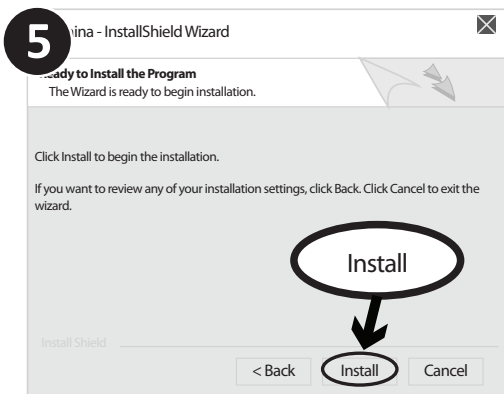 5
ina - InstallShield Wizard
eady to Install the Program
The Wizard is ready to begin installation.
Click Install to begin the installation.
If you want to review any of your installation settings, click Back. Click Cancel to exit the
wizard.
Install
Install Shield
< Back Install Cancel